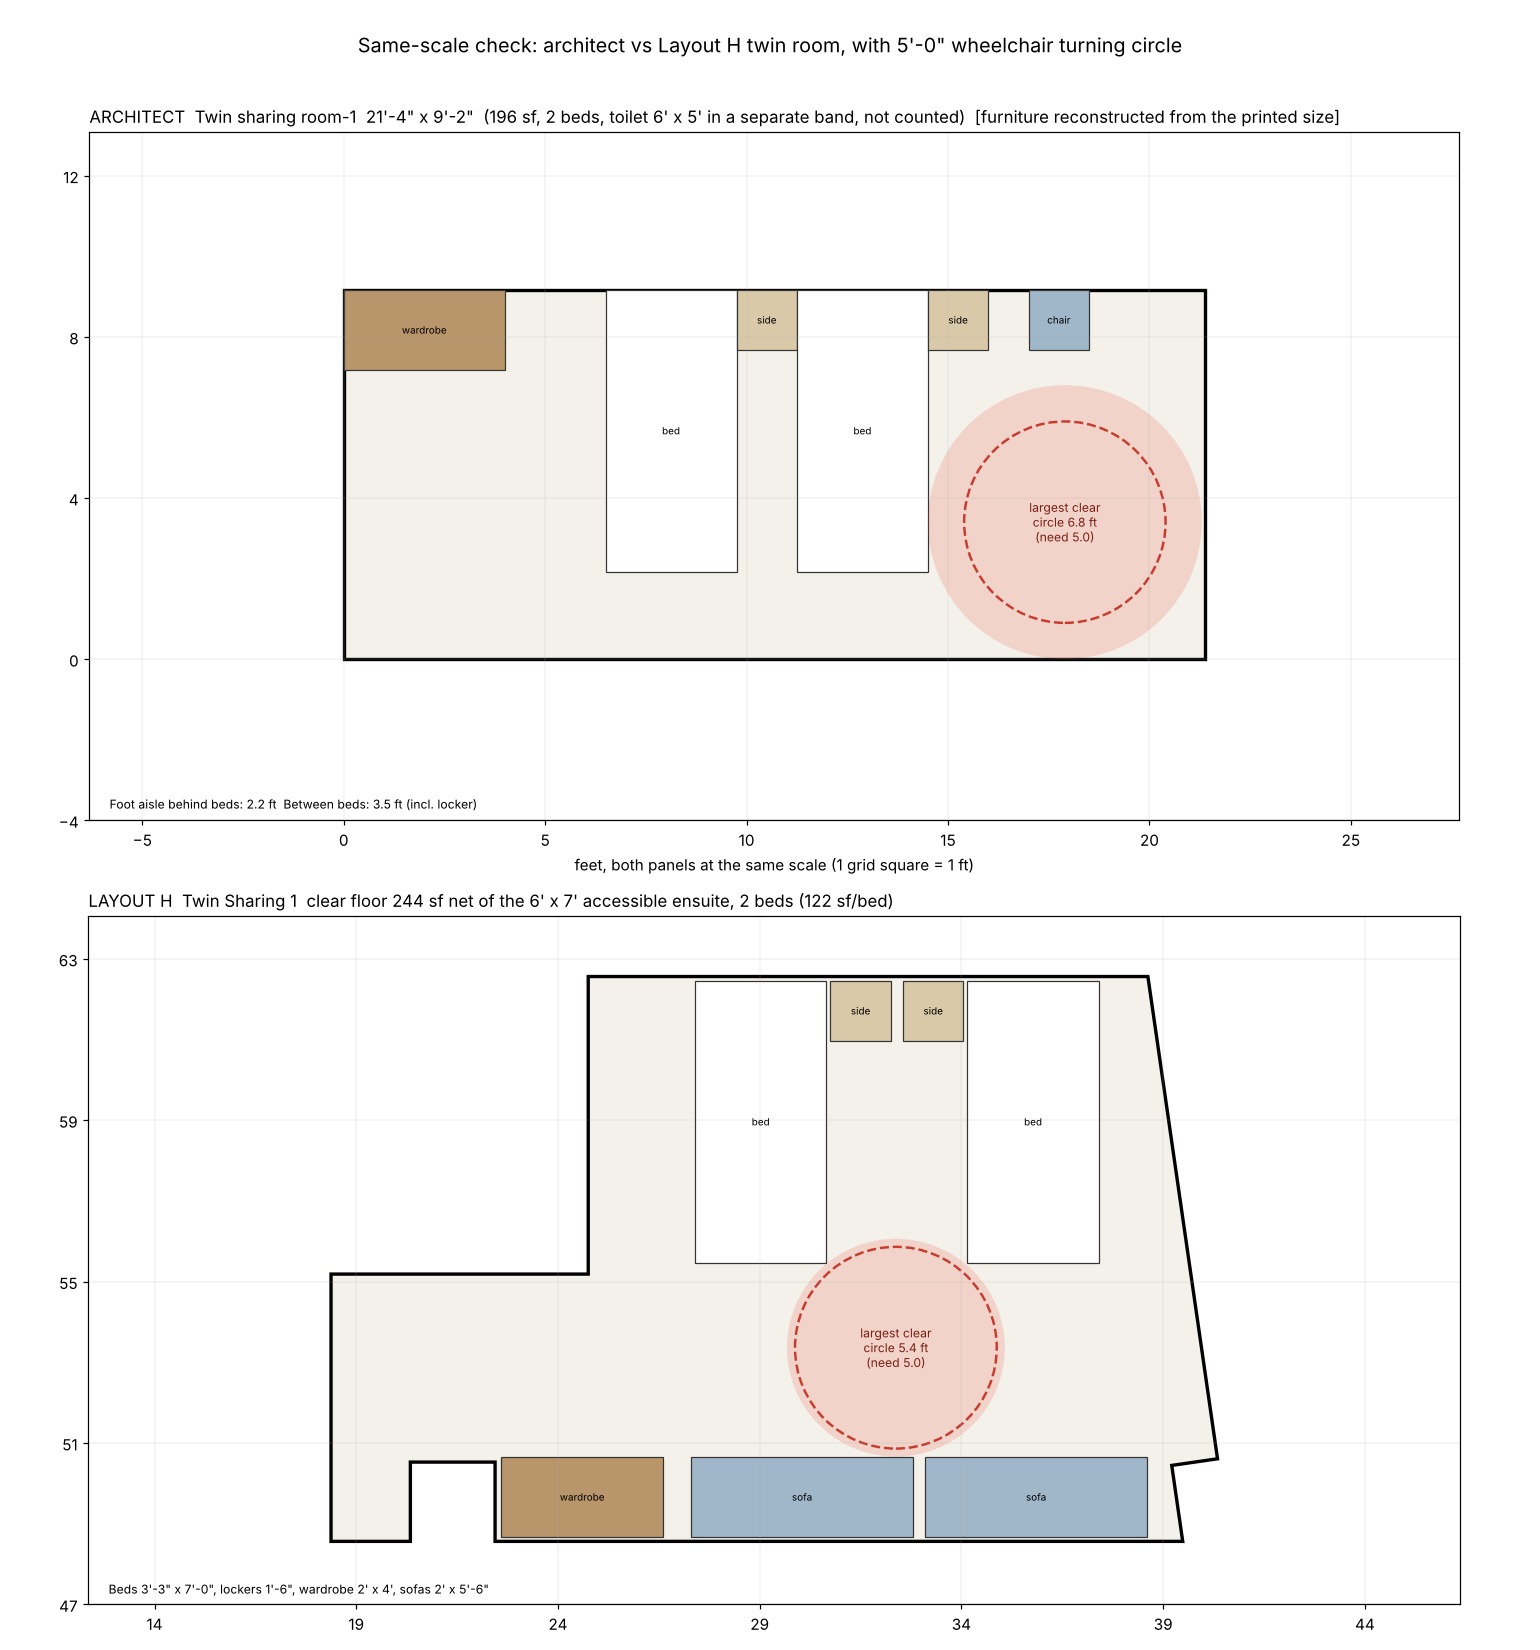 Same-scale check: architect vs Layout H twin room, with 5'-0" wheelchair turning circle
ARCHITECT  Twin sharing room-1  21'-4" x 9'-2"  (196 sf, 2 beds, toilet 6' x 5' in a separate band, not counted)  [furniture reconstructed from the printed size]
12
8
4
0
−4
wardrobe
side
side
chair
bed
bed
largest clear
circle 6.8 ft
(need 5.0)
Foot aisle behind beds: 2.2 ft  Between beds: 3.5 ft (incl. locker)
−5
0
5
10
15
20
25
feet, both panels at the same scale (1 grid square = 1 ft)
LAYOUT H  Twin Sharing 1  clear floor 244 sf net of the 6' x 7' accessible ensuite, 2 beds (122 sf/bed)
63
59
55
51
47
side
side
bed
bed
largest clear
circle 5.4 ft
(need 5.0)
wardrobe
sofa
sofa
Beds 3'-3" x 7'-0", lockers 1'-6", wardrobe 2' x 4', sofas 2' x 5'-6"
14
19
24
29
34
39
44